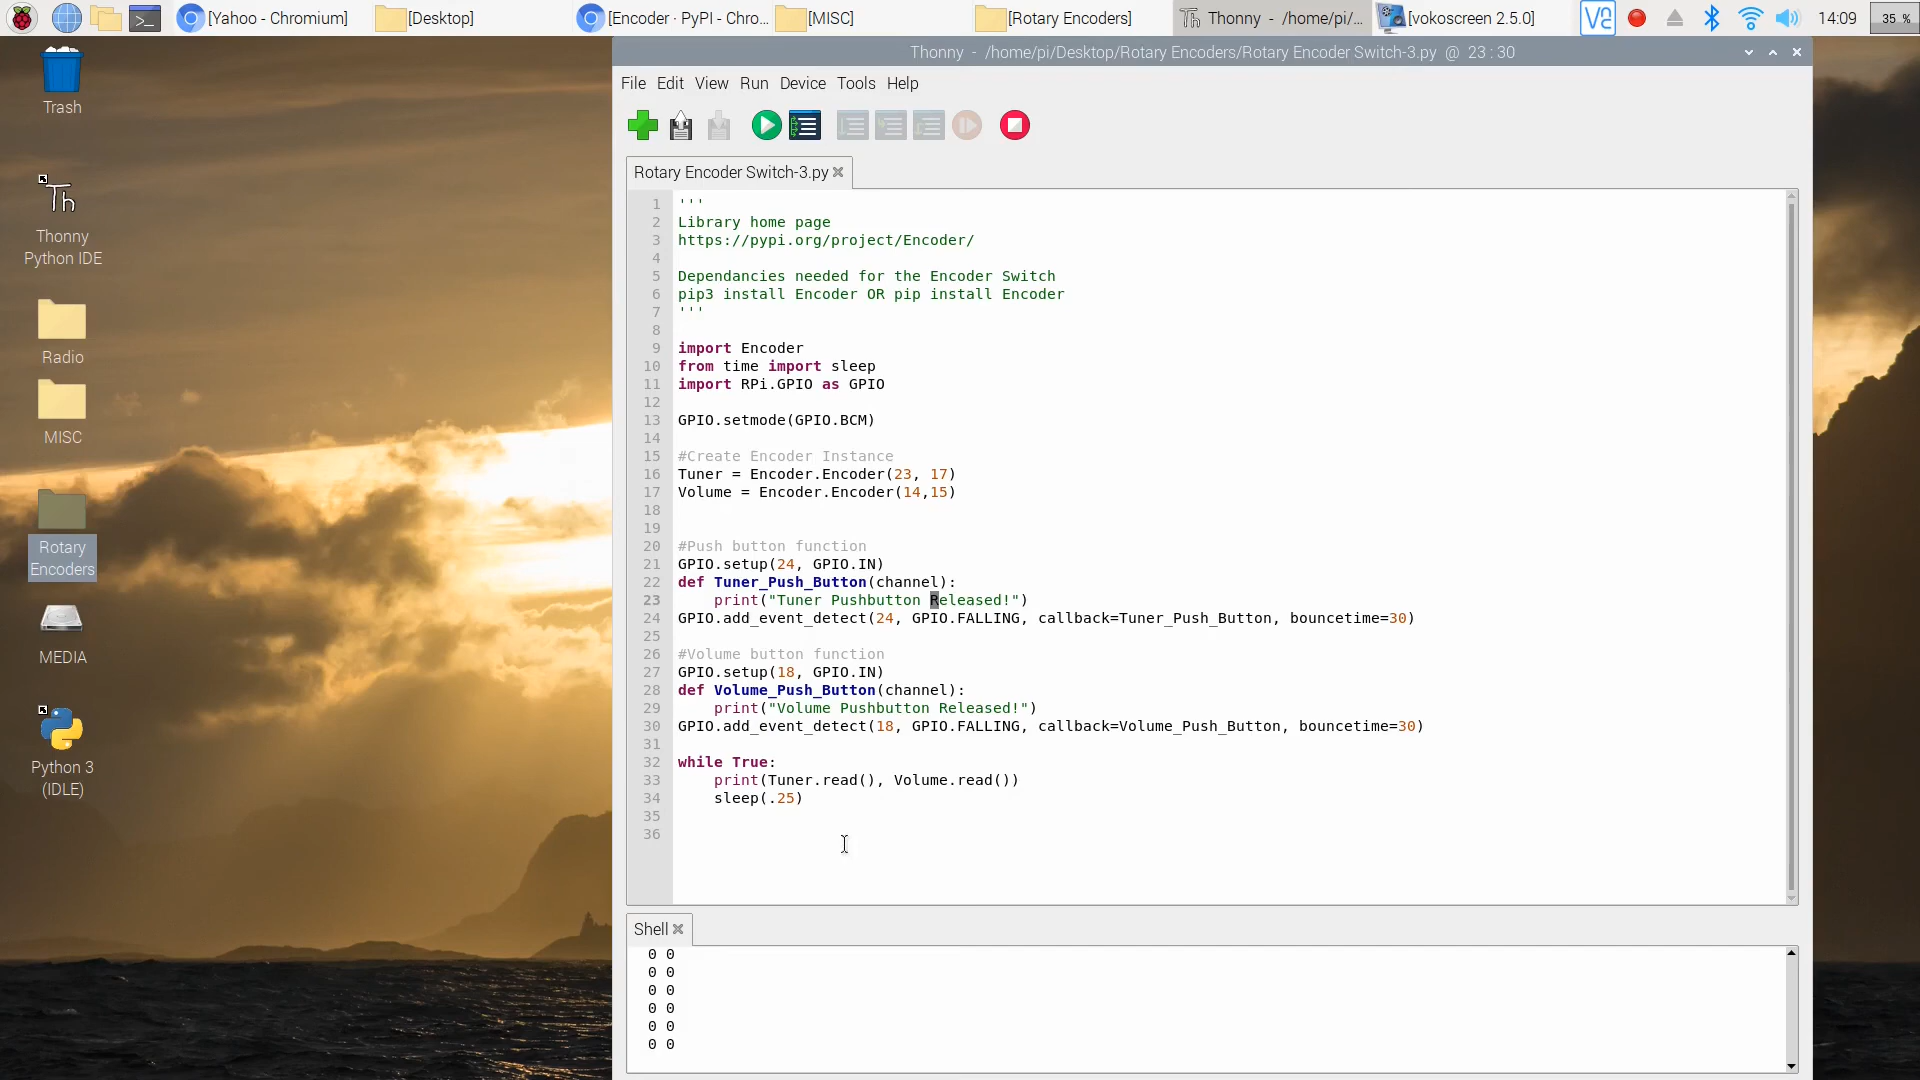 [Yahoo - Chromium]
[Desktop]
[Encoder · PyPI - Chro...
[MISC]
[Rotary Encoders]
Th Thonny - /home/pi/...
[vokoscreen 2.5.0]
14:09
35 %
Trash
Th
Thonny
Python IDE
Radio
MISC
Rotary
Encoders
MEDIA
Python 3
(IDLE)
Thonny - /home/pi/Desktop/Rotary Encoders/Rotary Encoder Switch-3.py @ 23 : 30
File Edit View Run Device Tools Help
Rotary Encoder Switch-3.py
1 '''
2 Library home page
3 https://pypi.org/project/Encoder/
4
5 Dependancies needed for the Encoder Switch
6 pip3 install Encoder OR pip install Encoder
7 '''
8
9 import Encoder
10 from time import sleep
11 import RPi.GPIO as GPIO
12
13 GPIO.setmode(GPIO.BCM)
14
15 #Create Encoder Instance
16 Tuner = Encoder.Encoder(23, 17)
17 Volume = Encoder.Encoder(14,15)
18
19
20 #Push button function
21 GPIO.setup(24, GPIO.IN)
22 def Tuner_Push_Button(channel):
23     print("Tuner Pushbutton Released!")
24 GPIO.add_event_detect(24, GPIO.FALLING, callback=Tuner_Push_Button, bouncetime=30)
25
26 #Volume button function
27 GPIO.setup(18, GPIO.IN)
28 def Volume_Push_Button(channel):
29     print("Volume Pushbutton Released!")
30 GPIO.add_event_detect(18, GPIO.FALLING, callback=Volume_Push_Button, bouncetime=30)
31
32 while True:
33     print(Tuner.read(), Volume.read())
34     sleep(.25)
35
36
Shell
0 0
0 0
0 0
0 0
0 0
0 0